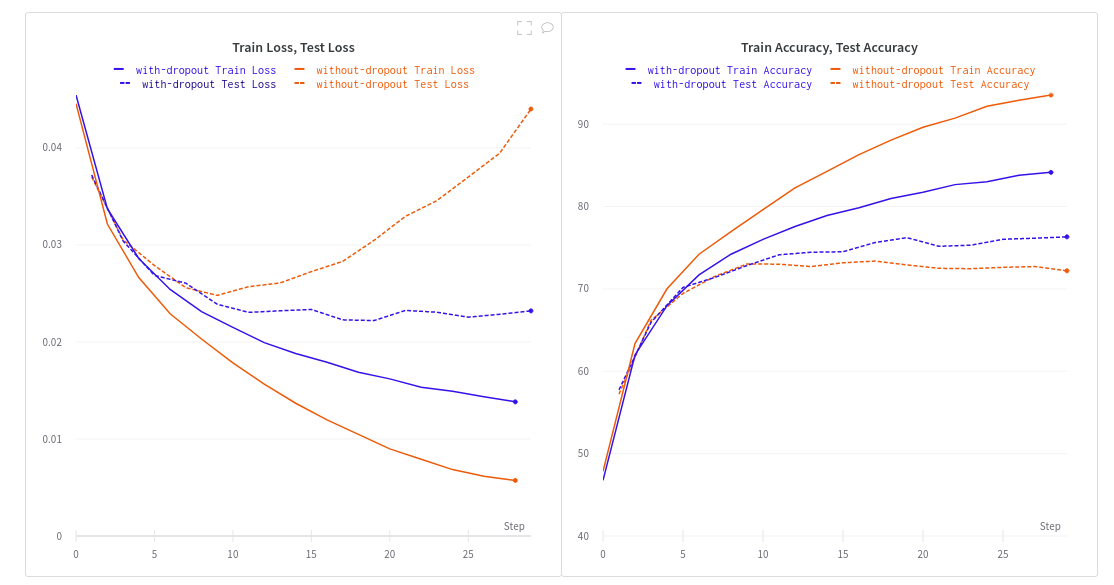 Train Loss, Test Loss
with-dropout Train Loss without-dropout Train Loss
with-dropout Test Loss without-dropout Test Loss
0.04
0.03
0.02
0.01
0
Step
0 5 10 15 20 25
Train Accuracy, Test Accuracy
with-dropout Train Accuracy without-dropout Train Accuracy
with-dropout Test Accuracy without-dropout Test Accuracy
90
80
70
60
50
40
Step
0 5 10 15 20 25